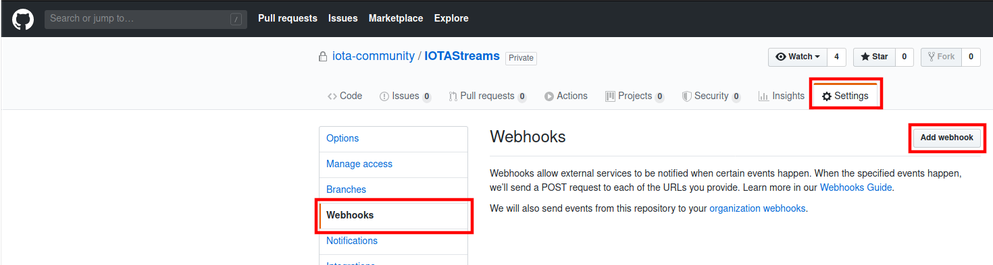 Search or jump to... /
Pull requests Issues Marketplace Explore
iota-community / IOTAStreams Private
Watch 4 Star 0 Fork 0
Code Issues 0 Pull requests 0 Actions Projects 0 Security 0 Insights Settings
Options
Manage access
Branches
Webhooks
Notifications
Webhooks
Add webhook
Webhooks allow external services to be notified when certain events happen. When the specified events happen,
we'll send a POST request to each of the URLs you provide. Learn more in our Webhooks Guide.
We will also send events from this repository to your organization webhooks.